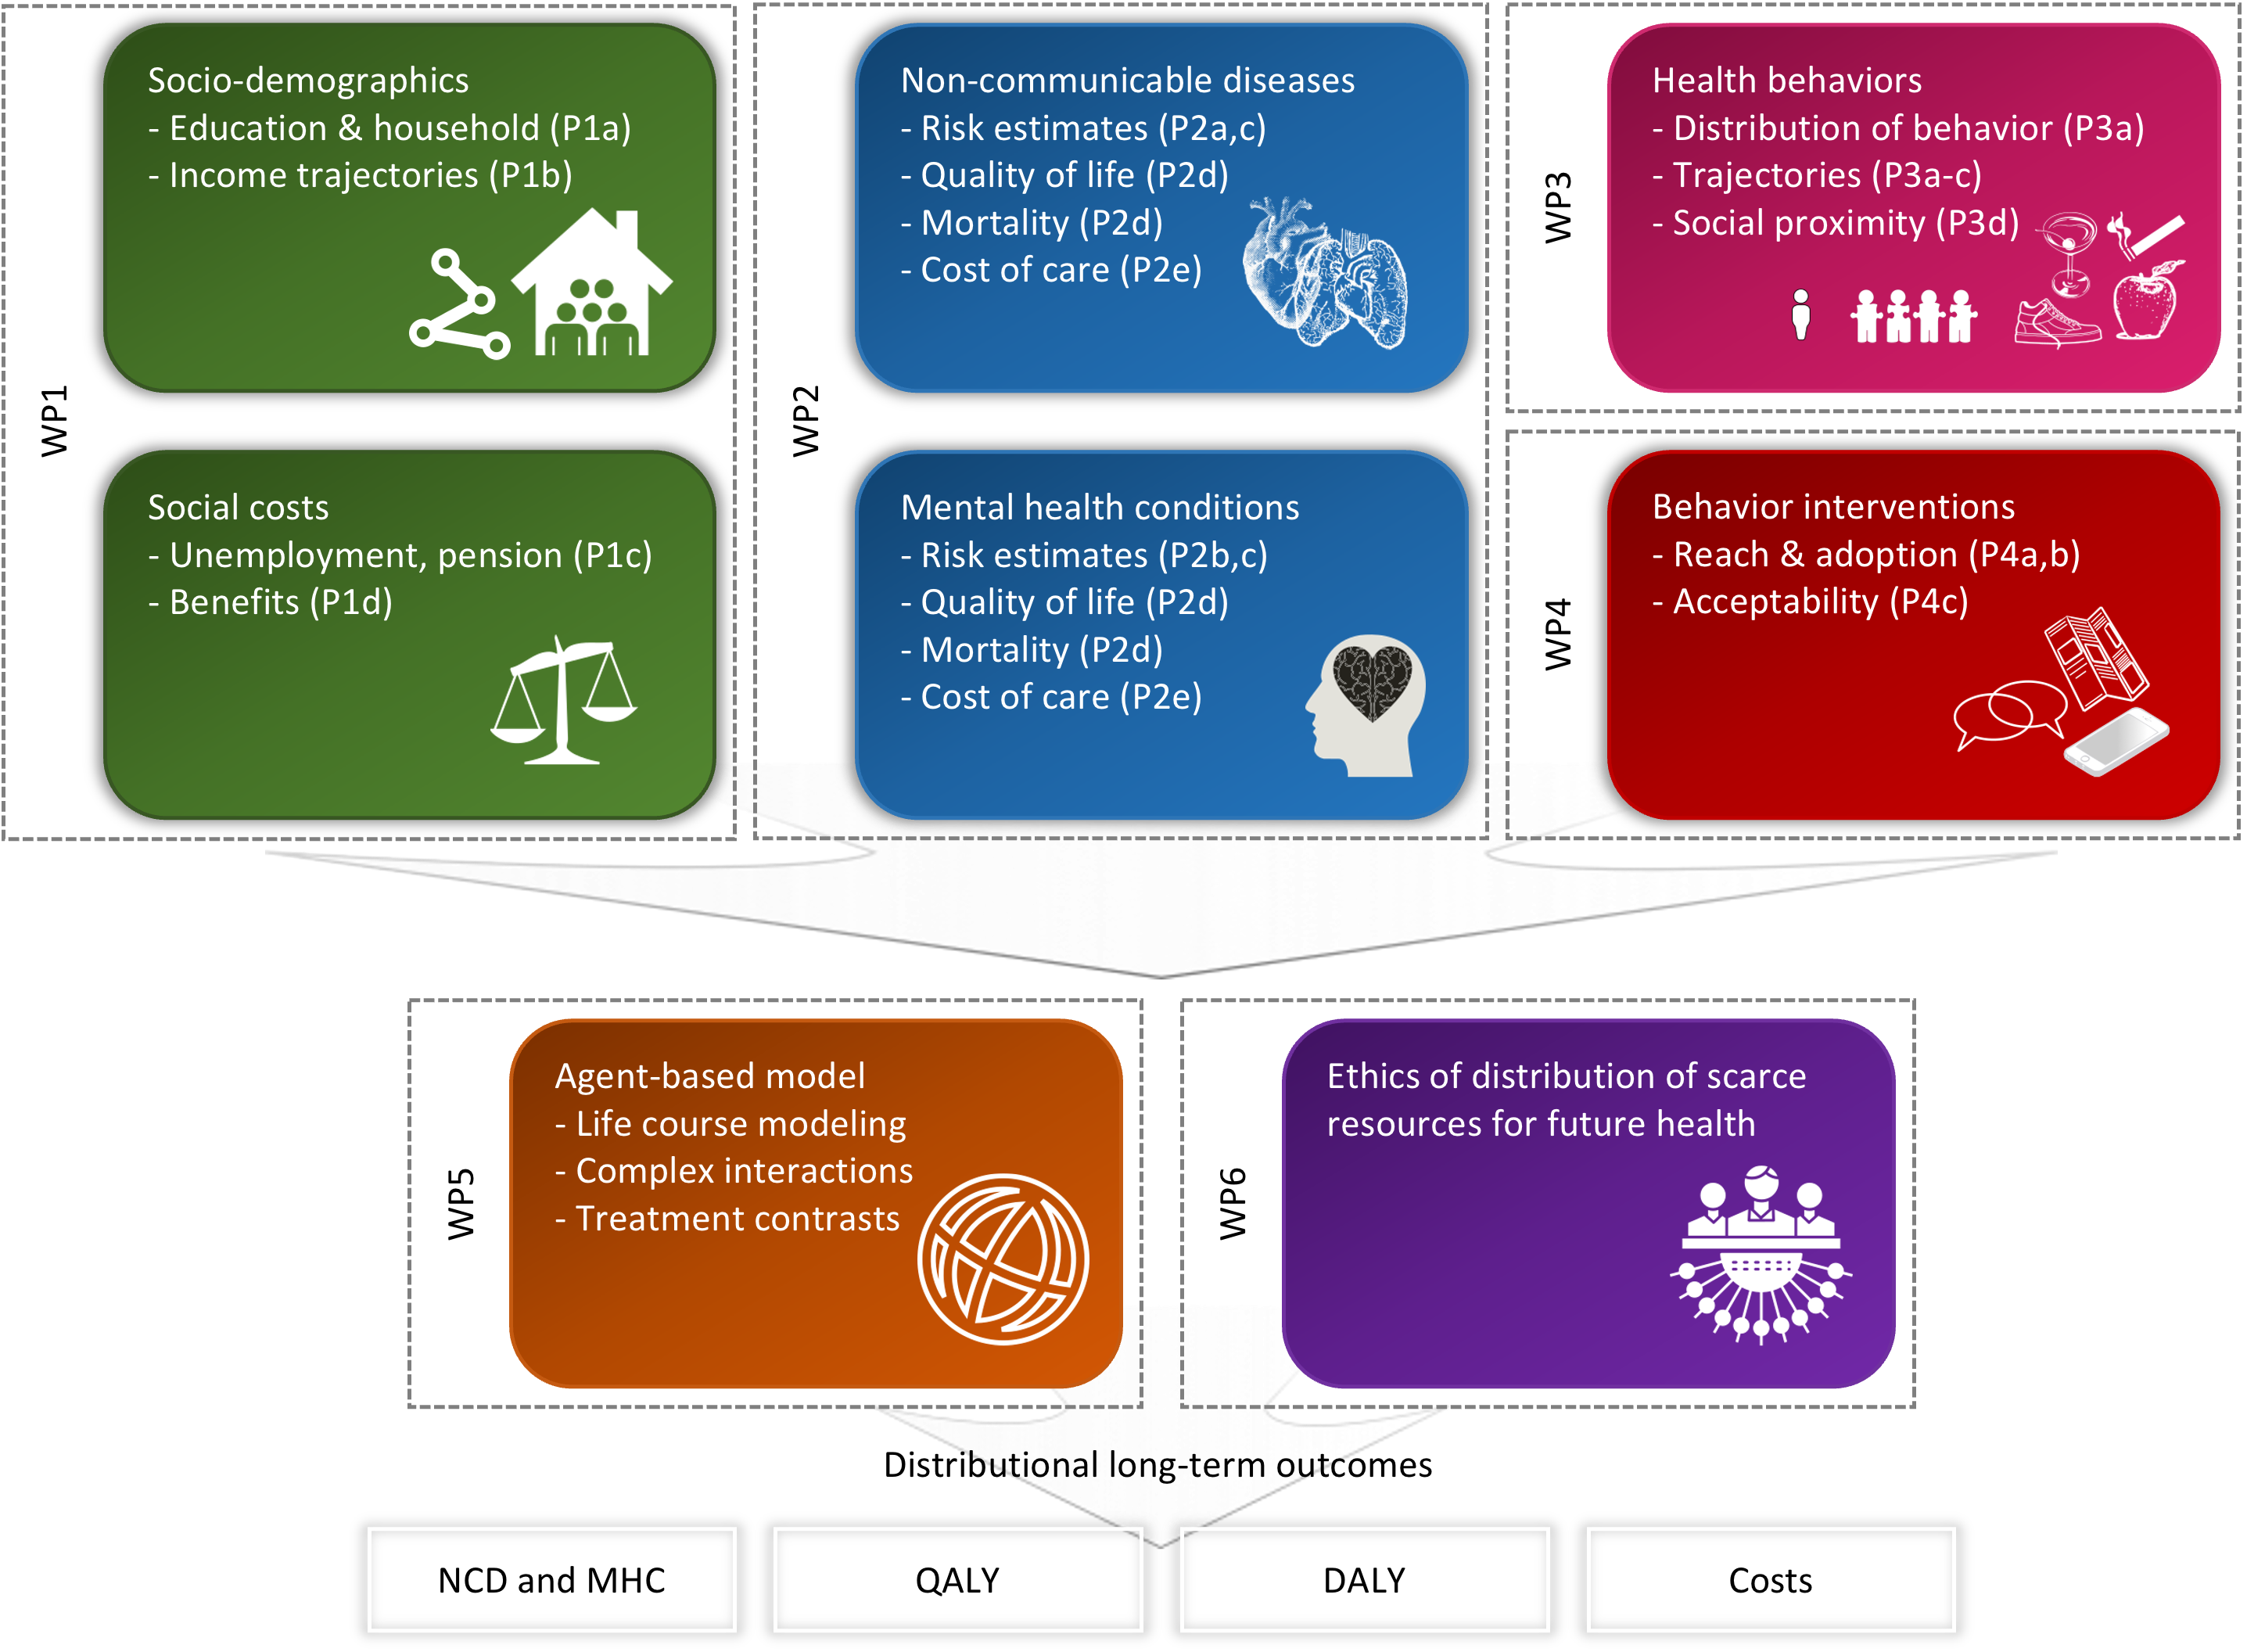 WP1
Socio-demographics
- Education & household (P1a)
- Income trajectories (P1b)
Social costs
- Unemployment, pension (P1c)
- Benefits (P1d)
WP2
Non-communicable diseases
- Risk estimates (P2a,c)
- Quality of life (P2d)
- Mortality (P2d)
- Cost of care (P2e)
Mental health conditions
- Risk estimates (P2b,c)
- Quality of life (P2d)
- Mortality (P2d)
- Cost of care (P2e)
WP3
Health behaviors
- Distribution of behavior (P3a)
- Trajectories (P3a-c)
- Social proximity (P3d)
WP4
Behavior interventions
- Reach & adoption (P4a,b)
- Acceptability (P4c)
WP5
Agent-based model
- Life course modeling
- Complex interactions
- Treatment contrasts
WP6
Ethics of distribution of scarce
resources for future health
Distributional long-term outcomes
NCD and MHC
QALY
DALY
Costs